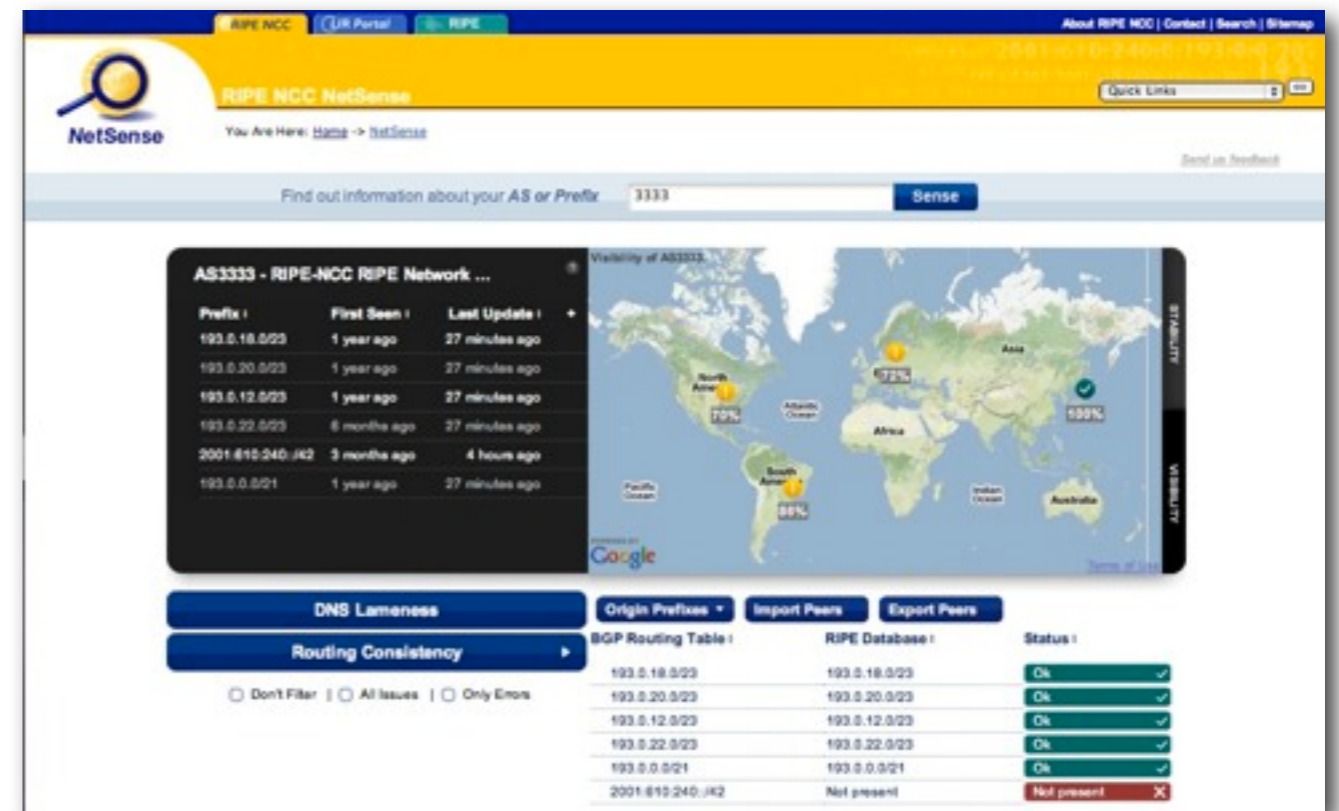 RIPE NCC
LIR Portal
RIPE
About RIPE NCC | Contact | Search | Sitemap
RIPE NCC NetSense
Quick Links
NetSense
You Are Here: Home -> NetSense
Send us feedback
Find out information about your AS or Prefix
3333
Sense
AS3333 - RIPE-NCC RIPE Network ...
Prefix First Seen Last Update +
193.0.18.0/23 1 year ago 27 minutes ago
193.0.20.0/23 1 year ago 27 minutes ago
193.0.12.0/23 1 year ago 27 minutes ago
193.0.22.0/23 6 months ago 27 minutes ago
2001:610:240::/42 3 months ago 4 hours ago
193.0.0.0/21 1 year ago 27 minutes ago
Visibility of AS3333
North America
70%
Atlantic Ocean
72%
Asia
100%
Africa
South America
Pacific Ocean
Indian Ocean
Australia
POWERED BY
Google
Terms of Use
STABILITY
VISIBILITY
DNS Lameness
Routing Consistency
Don't Filter | All Issues | Only Errors
Origin Prefixes
Import Peers
Export Peers
BGP Routing Table RIPE Database Status
193.0.18.0/23 193.0.18.0/23 Ok
193.0.20.0/23 193.0.20.0/23 Ok
193.0.12.0/23 193.0.12.0/23 Ok
193.0.22.0/23 193.0.22.0/23 Ok
193.0.0.0/21 193.0.0.0/21 Ok
2001:610:240::/42 Not present Not present